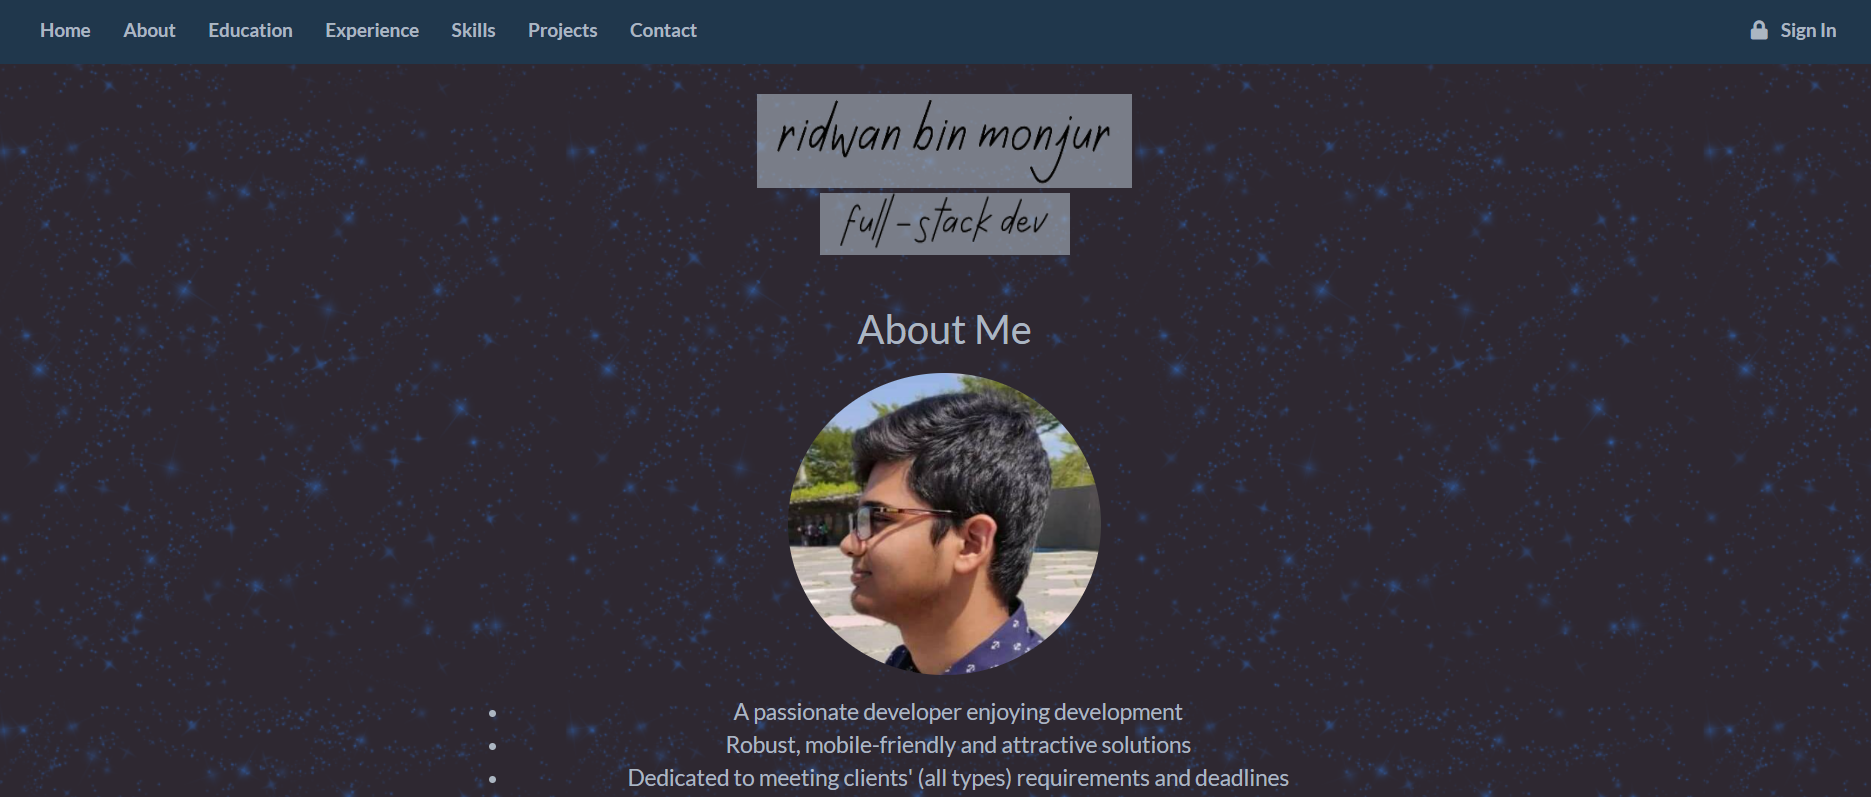 Home About Education Experience Skills Projects Contact Sign In
ridwan bin monjur
full-stack dev
About Me
• A passionate developer enjoying development
• Robust, mobile-friendly and attractive solutions
• Dedicated to meeting clients' (all types) requirements and deadlines